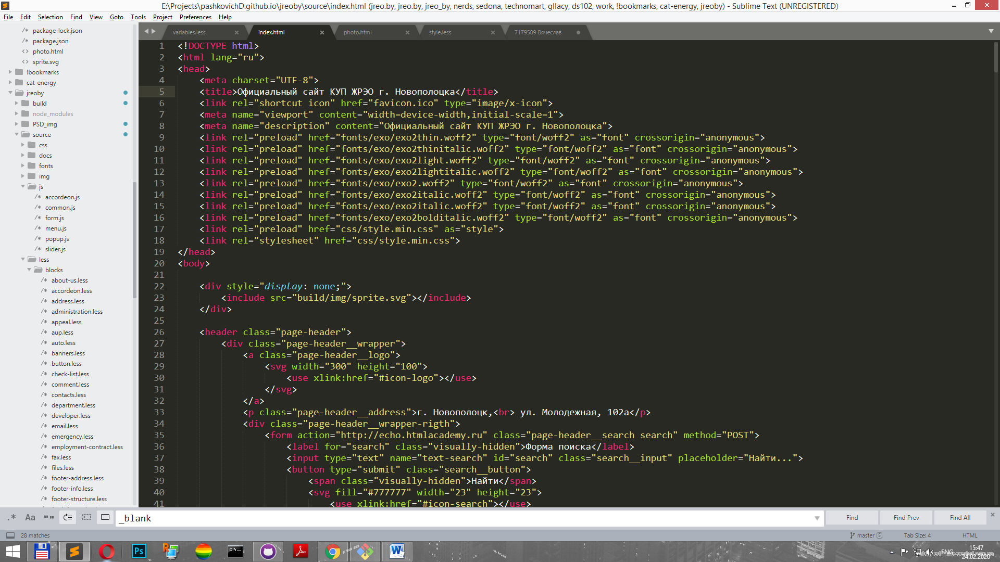 E:\Projects\pashkovichD.github.io\jreoby\source\index.html (jreo.by, jreo.by, jreo_by, nerds, sedona, technomart, gllacy, ds102, work, !bookmarks, cat-energy, jreoby) - Sublime Text (UNREGISTERED)
File Edit Selection Find View Goto Tools Project Preferences Help
variables.less index.html photo.html style.less 7179589 Вячеслав
/* package-lock.json
/* package.json
<> photo.html
<> sprite.svg
!bookmarks
cat-energy
jreoby
build
node_modules
PSD_img
source
css
docs
fonts
img
js
/* accordeon.js
/* common.js
/* form.js
/* menu.js
/* popup.js
/* slider.js
less
blocks
/* about-us.less
/* accordeon.less
/* address.less
/* administration.less
/* appeal.less
/* aup.less
/* auto.less
/* banners.less
/* button.less
/* check-list.less
/* comment.less
/* contacts.less
/* department.less
/* developer.less
/* email.less
/* emergency.less
/* employment-contract.less
/* fax.less
/* files.less
/* footer-address.less
/* footer-info.less
/* footer-structure.less
1 <!DOCTYPE html>
2 <html lang="ru">
3 <head>
4 <meta charset="UTF-8">
5 <title>Официальный сайт КУП ЖРЭО г. Новополоцка</title>
6 <link rel="shortcut icon" href="favicon.ico" type="image/x-icon">
7 <meta name="viewport" content="width=device-width,initial-scale=1">
8 <meta name="description" content="Официальный сайт КУП ЖРЭО г. Новополоцка">
9 <link rel="preload" href="fonts/exo/exo2thin.woff2" type="font/woff2" as="font" crossorigin="anonymous">
10 <link rel="preload" href="fonts/exo/exo2thinitalic.woff2" type="font/woff2" as="font" crossorigin="anonymous">
11 <link rel="preload" href="fonts/exo/exo2light.woff2" type="font/woff2" as="font" crossorigin="anonymous">
12 <link rel="preload" href="fonts/exo/exo2lightitalic.woff2" type="font/woff2" as="font" crossorigin="anonymous">
13 <link rel="preload" href="fonts/exo/exo2.woff2" type="font/woff2" as="font" crossorigin="anonymous">
14 <link rel="preload" href="fonts/exo/exo2italic.woff2" type="font/woff2" as="font" crossorigin="anonymous">
15 <link rel="preload" href="fonts/exo/exo2italic.woff2" type="font/woff2" as="font" crossorigin="anonymous">
16 <link rel="preload" href="fonts/exo/exo2bolditalic.woff2" type="font/woff2" as="font" crossorigin="anonymous">
17 <link rel="preload" href="css/style.min.css" as="style">
18 <link rel="stylesheet" href="css/style.min.css">
19 </head>
20 <body>
21
22 <div style="display: none;">
23 <include src="build/img/sprite.svg"></include>
24 </div>
25
26 <header class="page-header">
27 <div class="page-header__wrapper">
28 <a class="page-header__logo">
29 <svg width="300" height="100">
30 <use xlink:href="#icon-logo"></use>
31 </svg>
32 </a>
33 <p class="page-header__address">г. Новополоцк,<br> ул. Молодежная, 102а</p>
34 <div class="page-header__wrapper-rigth">
35 <form action="http://echo.htmlacademy.ru" class="page-header__search search" method="POST">
36 <label for="search" class="visually-hidden">Форма поиска</label>
37 <input type="text" name="text-search" id="search" class="search__input" placeholder="Найти...">
38 <button type="submit" class="search__button">
39 <span class="visually-hidden">Найти</span>
40 <svg fill="#777777" width="23" height="23">
41 <use xlink:href="#icon-search"></use>
.* Aa “” _blank Find Find Prev Find All
28 matches master 5 Tab Size: 4 HTML
Ps W ENG 15:47
24.02.2020